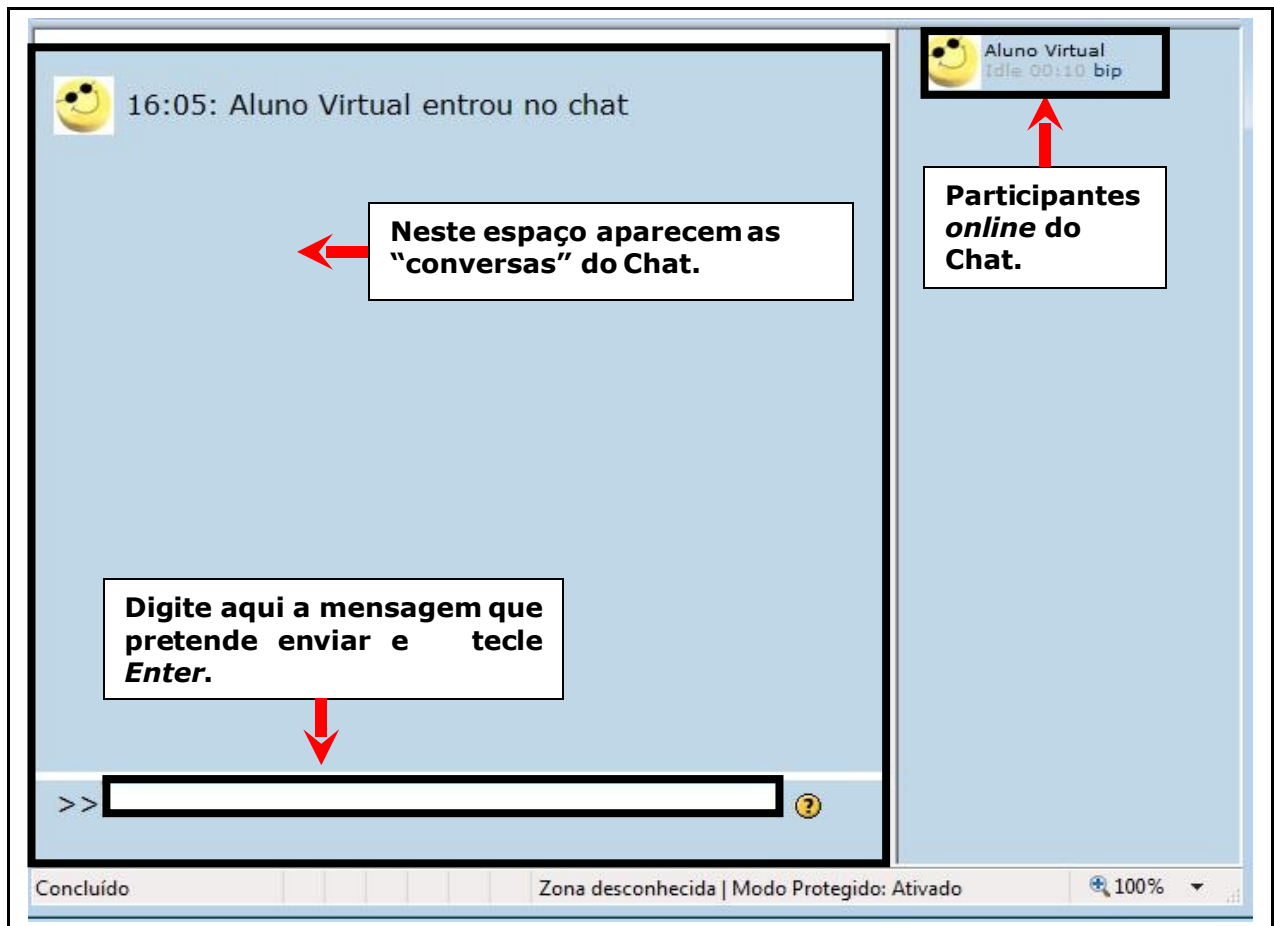 16:05: Aluno Virtual entrou no chat
Aluno Virtual
Idle 00:10 bip
Participantes
online do
Chat.
Neste espaço aparecem as
“conversas” do Chat.
Digite aqui a mensagem que
pretende enviar e tecle
Enter.
>>
?
Concluído
Zona desconhecida | Modo Protegido: Ativado
100%